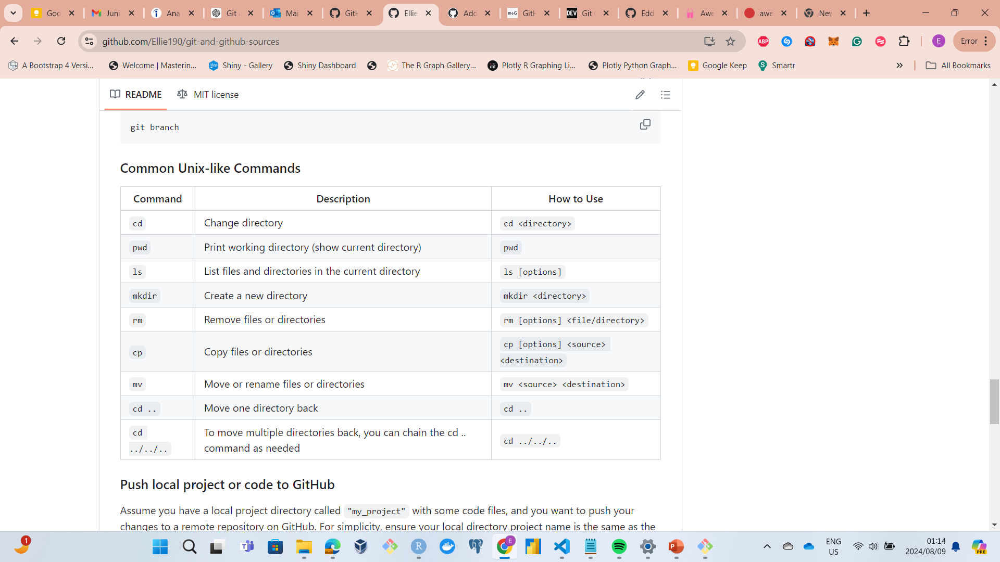 Goo
Juni
Ana
Git
Mai
GitH
Ellie
Add
m↓G GitH
DEV Git
Edd
Awe
awe
New
github.com/Ellie190/git-and-github-sources
ABP
E
Error
A Bootstrap 4 Versi...
Welcome | Masterin...
Shiny - Gallery
Shiny Dashboard
The R Graph Gallery...
Plotly R Graphing Li...
Plotly Python Graph...
Google Keep
Smartr
All Bookmarks
README
MIT license
git branch
Common Unix-like Commands
Command Description How to Use
cd Change directory cd <directory>
pwd Print working directory (show current directory) pwd
ls List files and directories in the current directory ls [options]
mkdir Create a new directory mkdir <directory>
rm Remove files or directories rm [options] <file/directory>
cp Copy files or directories cp [options] <source>
<destination>
mv Move or rename files or directories mv <source> <destination>
cd .. Move one directory back cd ..
cd To move multiple directories back, you can chain the cd ..
../../.. command as needed cd ../../..
Push local project or code to GitHub
Assume you have a local project directory called "my_project" with some code files, and you want to push your
changes to a remote repository on GitHub. For simplicity, ensure your local directory project name is the same as the
1
R
E
ENG
US
01:14
2024/08/09
PRE